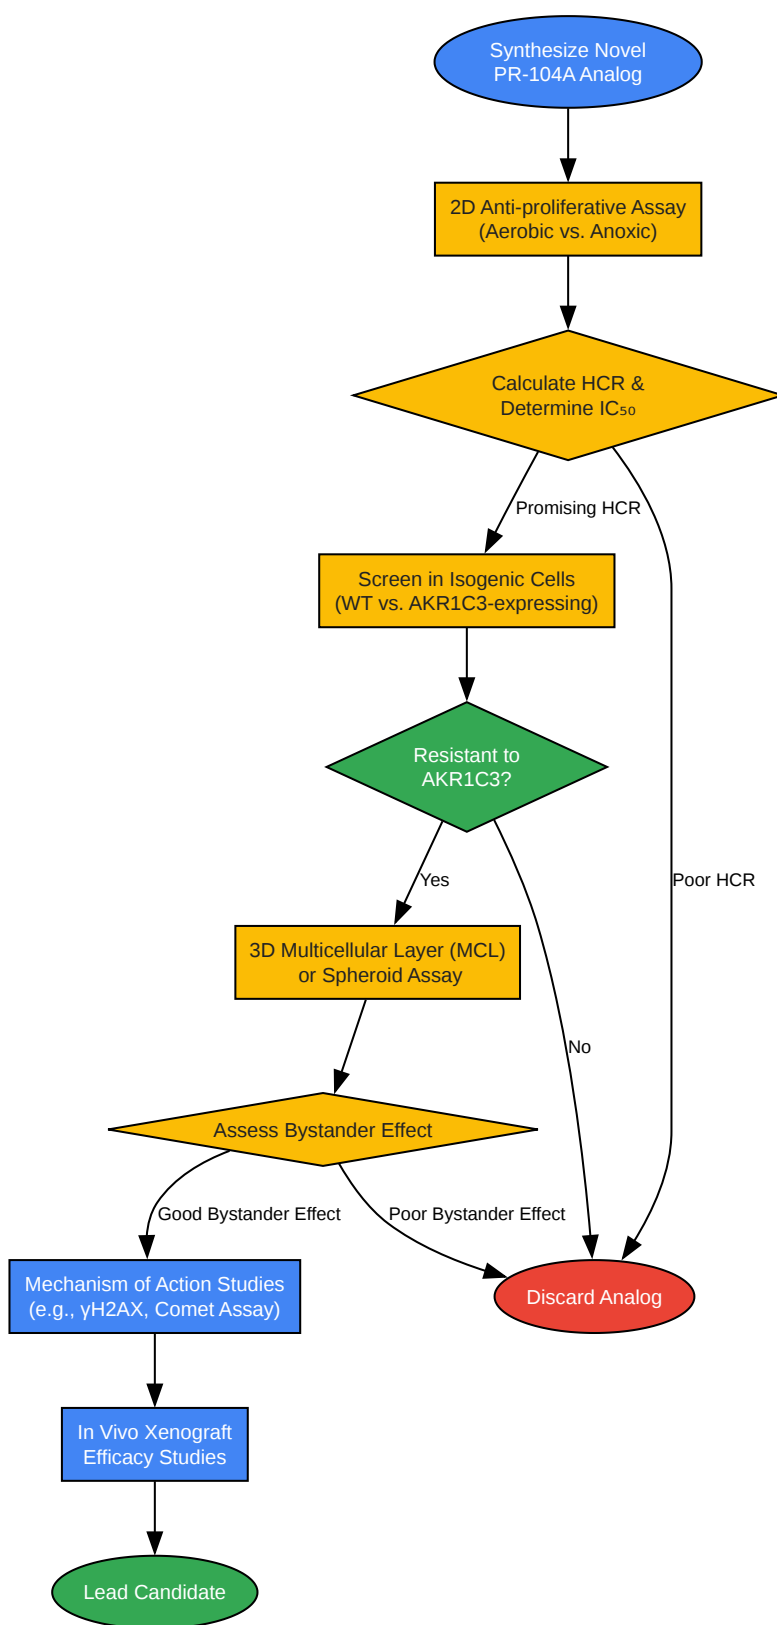 Synthesize Novel
PR-104A Analog
2D Anti-proliferative Assay
(Aerobic vs. Anoxic)
Calculate HCR &
Determine IC₅₀
Promising HCR
Screen in Isogenic Cells
(WT vs. AKR1C3-expressing)
Resistant to
AKR1C3?
Yes
Poor HCR
3D Multicellular Layer (MCL)
or Spheroid Assay
No
Assess Bystander Effect
Good Bystander Effect
Poor Bystander Effect
Mechanism of Action Studies
(e.g., γH2AX, Comet Assay)
Discard Analog
In Vivo Xenograft
Efficacy Studies
Lead Candidate